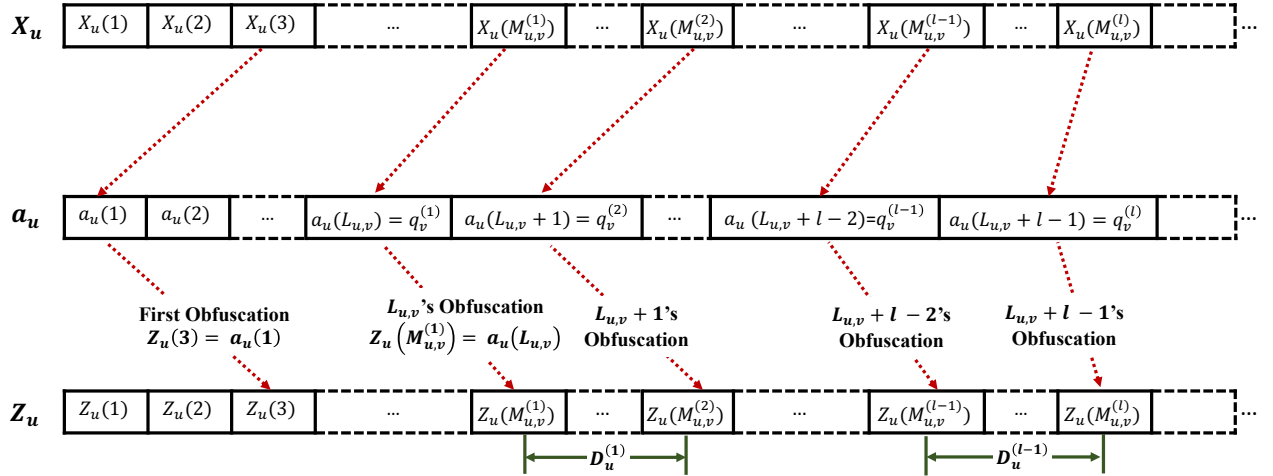 X_u X_u(1) X_u(2) X_u(3) ... X_u(M_{u,v}^{(1)}) ... X_u(M_{u,v}^{(2)}) ... X_u(M_{u,v}^{(l-1)}) ... X_u(M_{u,v}^{(l)}) ...
a_u a_u(1) a_u(2) ... a_u(L_{u,v}) = q_v^{(1)} a_u(L_{u,v} + 1) = q_v^{(2)} ... a_u (L_{u,v} + l − 2)=q_v^{(l-1)} a_u(L_{u,v} + l − 1) = q_v^{(l)} ...
First Obfuscation
Z_u(3) = a_u(1)
L_{u,v}'s Obfuscation
Z_u(M_{u,v}^{(1)}) = a_u(L_{u,v})
L_{u,v} + 1's
Obfuscation
L_{u,v} + l − 2's
Obfuscation
L_{u,v} + l − 1's
Obfuscation
Z_u Z_u(1) Z_u(2) Z_u(3) ... Z_u(M_{u,v}^{(1)}) ... Z_u(M_{u,v}^{(2)}) ... Z_u(M_{u,v}^{(l-1)}) ... Z_u(M_{u,v}^{(l)}) ...
D_u^{(1)} D_u^{(l-1)}